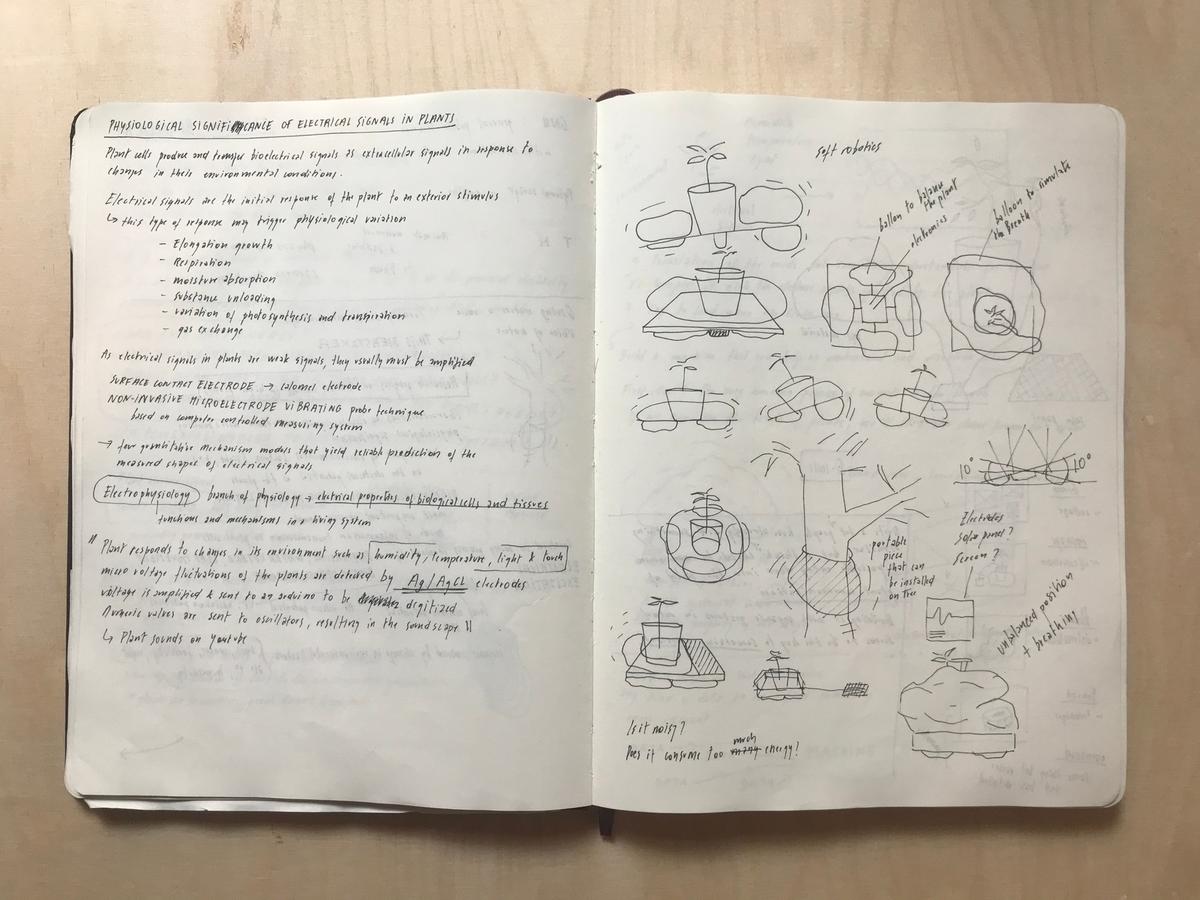 PHYSIOLOGICAL SIGNIFICANCE OF ELECTRICAL SIGNALS IN PLANTS
Plant cells produce and transfer bioelectrical signals as extracellular signals in response to
changes in their environmental conditions.
Electrical signals are the initial response of the plant to an exterior stimulus
↳ this type of response may trigger physiological variation
- Elongation growth
- Respiration
- moisture absorption
- substance unloading
- variation of photosynthesis and transpiration
- gas exchange
As electrical signals in plants are weak signals, they usually must be amplified
SURFACE CONTACT ELECTRODE → calomel electrode
NON-INVASIVE MICROELECTRODE VIBRATING probe technique
based on computer controlled measuring system
→ few quantitative mechanism models that yield reliable prediction of the
measured shapes of electrical signals
Electrophysiology branch of physiology → electrical properties of biological cells and tissues
functions and mechanisms in a living system
" Plant responds to changes in its environment such as humidity, temperature, light & touch
micro voltage fluctuations of the plants are detected by Ag/AgCL electrodes
voltage is amplified & sent to an arduino to be degitized
Numeric values are sent to oscillators, resulting in the soundscape "
↳ Plant sounds on youtube
soft robotics
ballon to balance
the plant
electronics
balloon to simulate
the Breath
10° 10°
portable
piece
that can
be installed
on Tree
Electrodes
Solar panel?
Screen?
unbalanced position
+ breathing
Is it noisy?
Does it consume too much energy?